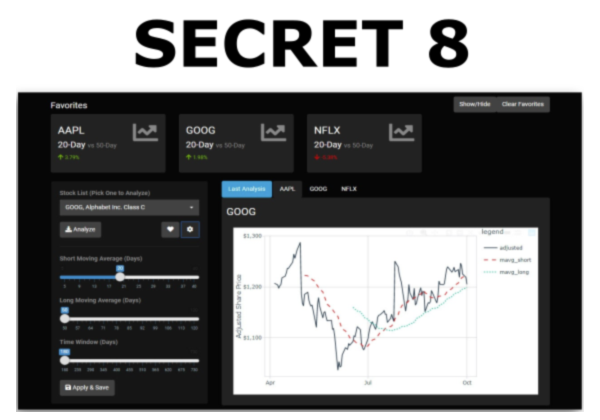 SECRET 8
Favorites
Show/Hide Clear Favorites
AAPL
20-Day vs 50-Day
2.79%
GOOG
20-Day vs 50-Day
1.98%
NFLX
20-Day vs 50-Day
Stock List (Pick One to Analyze)
GOOG, Alphabet Inc. Class C
Analyze
Short Moving Average (Days)
Long Moving Average (Days)
Time Window (Days)
Apply & Save
Last Analysis AAPL GOOG NFLX
GOOG
legend
adjusted
mavg_short
mavg_long
Adjusted Share Price
$1,300
$1,200
$1,100
Apr Jul Oct